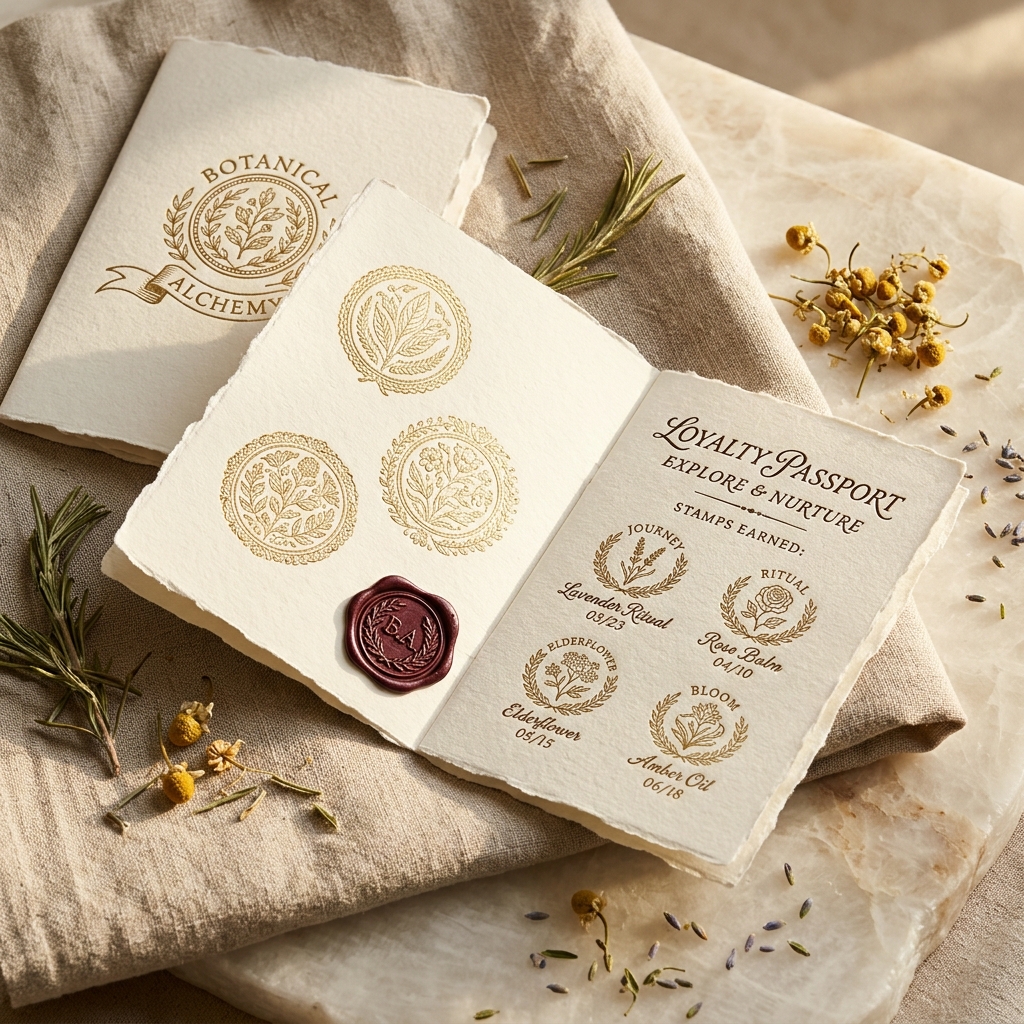 BOTANICAL
ALCHEMY
B.A
LOYALTY PASSPORT
EXPLORE & NURTURE
STAMPS EARNED:
JOURNEY
Lavender Ritual
03/23
RITUAL
Rose Balm
04/10
ELDERFLOWER
Elderflower
05/15
BLOOM
Amber Oil
06/18